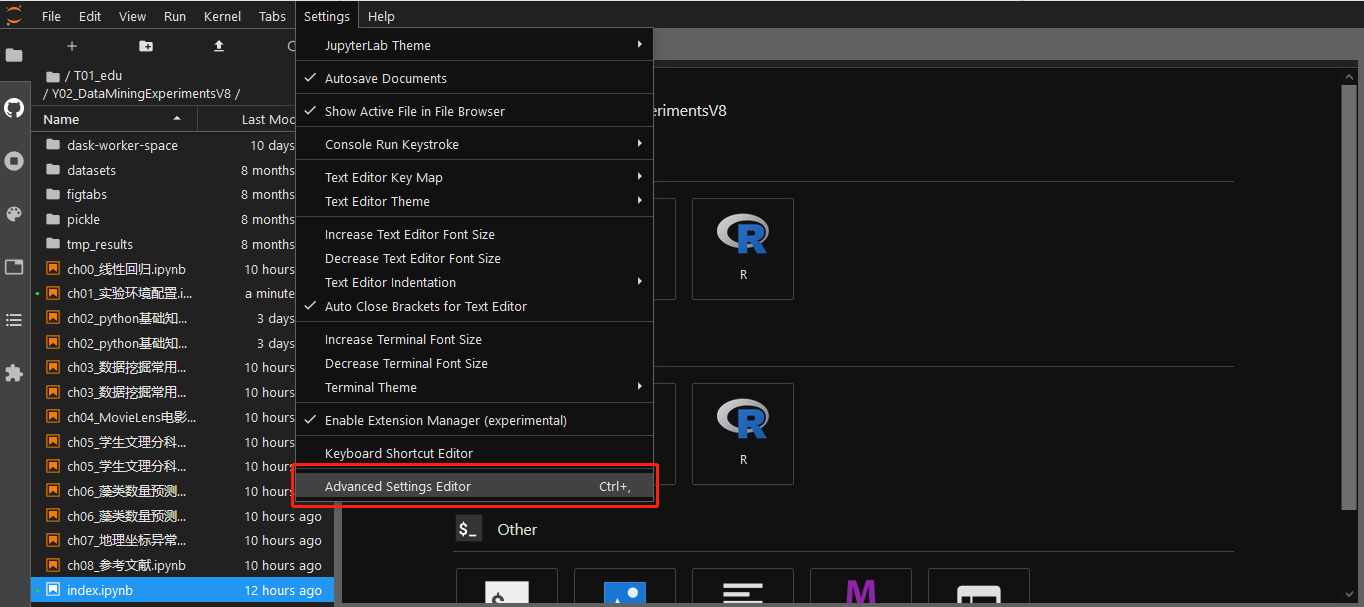 File Edit View Run Kernel Tabs Settings Help
/ T01_edu
/ Y02_DataMiningExperimentsV8 /
Name Last Moc
dask-worker-space 10 days
datasets 8 months
figtabs 8 months
pickle 8 months
tmp_results 8 months
ch00_线性回归.ipynb 10 hours
ch01_实验环境配置.i... a minute
ch02_python基础知... 3 days
ch02_python基础知... 3 days
ch03_数据挖掘常用... 10 hours
ch03_数据挖掘常用... 10 hours
ch04_MovieLens电影... 10 hours
ch05_学生文理分科... 10 hours
ch05_学生文理分科... 10 hours
ch06_藻类数量预测... 10 hours
ch06_藻类数量预测... 10 hours ago
ch07_地理坐标异常... 10 hours ago
ch08_参考文献.ipynb 10 hours ago
index.ipynb 12 hours ago
JupyterLab Theme
Autosave Documents
Show Active File in File Browser
Console Run Keystroke
Text Editor Key Map
Text Editor Theme
Increase Text Editor Font Size
Decrease Text Editor Font Size
Text Editor Indentation
Auto Close Brackets for Text Editor
Increase Terminal Font Size
Decrease Terminal Font Size
Terminal Theme
Enable Extension Manager (experimental)
Keyboard Shortcut Editor
Advanced Settings Editor Ctrl+,
erimentsV8
R
R
R
R
$_ Other
$
M